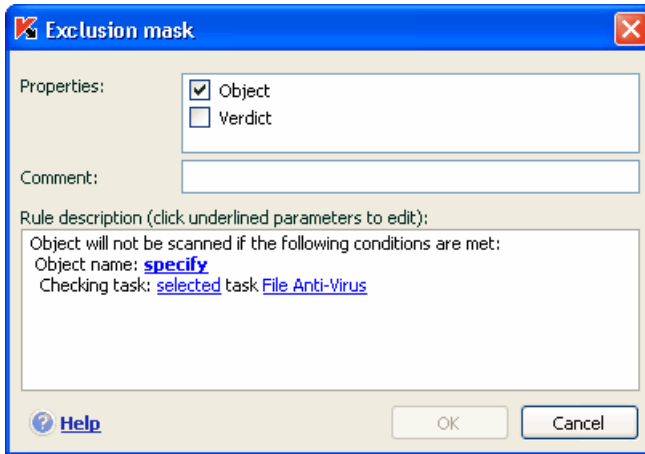 Exclusion mask
Properties:
Object
Verdict
Comment:
Rule description (click underlined parameters to edit):
Object will not be scanned if the following conditions are met:
Object name: specify
Checking task: selected task File Anti-Virus
Help
OK
Cancel